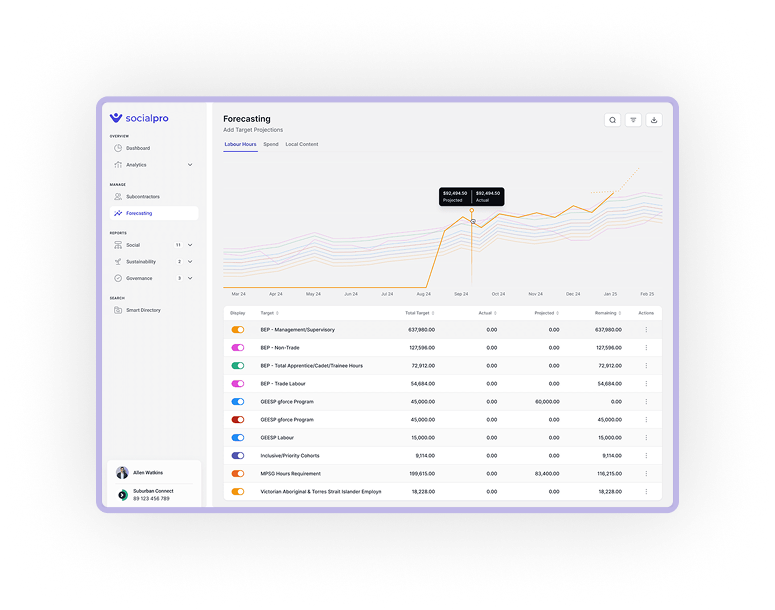 socialpro
OVERVIEW
Dashboard
Analytics
MANAGE
Subcontractors
Forecasting
REPORTS
Social 11
Sustainability 2
Governance 3
SEARCH
Smart Directory
Allen Watkins
Suburban Connect
89 123 456 789
Forecasting
Add Target Projections
Labour Hours Spend Local Content
$92,494.50 $92,494.50
Projected Actual
Mar 24 Apr 24 May 24 Jun 24 Jul 24 Aug 24 Sep 24 Oct 24 Nov 24 Dec 24 Jan 25 Feb 25
Display Target Total Target Actual Projected Remaining Actions
BEP - Management/Supervisory 637,980.00 0.00 0.00 637,980.00
BEP - Non-Trade 127,596.00 0.00 0.00 127,596.00
BEP - Total Apprentice/Cadet/Trainee Hours 72,912.00 0.00 0.00 72,912.00
BEP - Trade Labour 54,684.00 0.00 0.00 54,684.00
GEESP gforce Program 45,000.00 0.00 60,000.00 0.00
GEESP gforce Program 45,000.00 0.00 0.00 45,000.00
GEESP Labour 15,000.00 0.00 0.00 15,000.00
Inclusive/Priority Cohorts 9,114.00 0.00 0.00 9,114.00
MPSG Hours Requirement 199,615.00 0.00 83,400.00 116,215.00
Victorian Aboriginal & Torres Strait Islander Employn 18,228.00 0.00 0.00 18,228.00